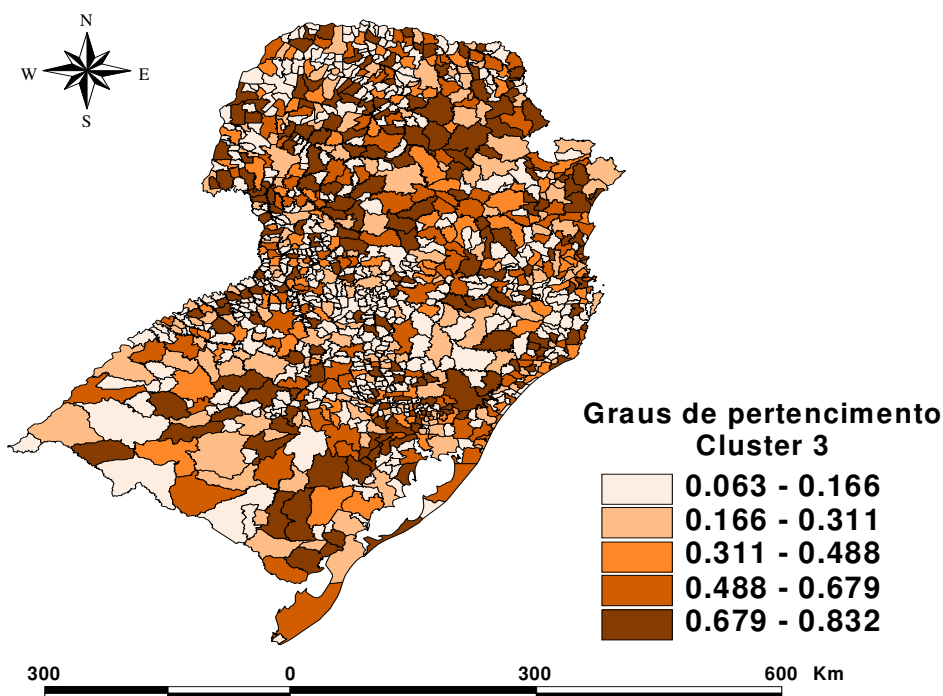 N
W E
S
Graus de pertencimento
Cluster 3
0.063 - 0.166
0.166 - 0.311
0.311 - 0.488
0.488 - 0.679
0.679 - 0.832
300 0 300 600 Km